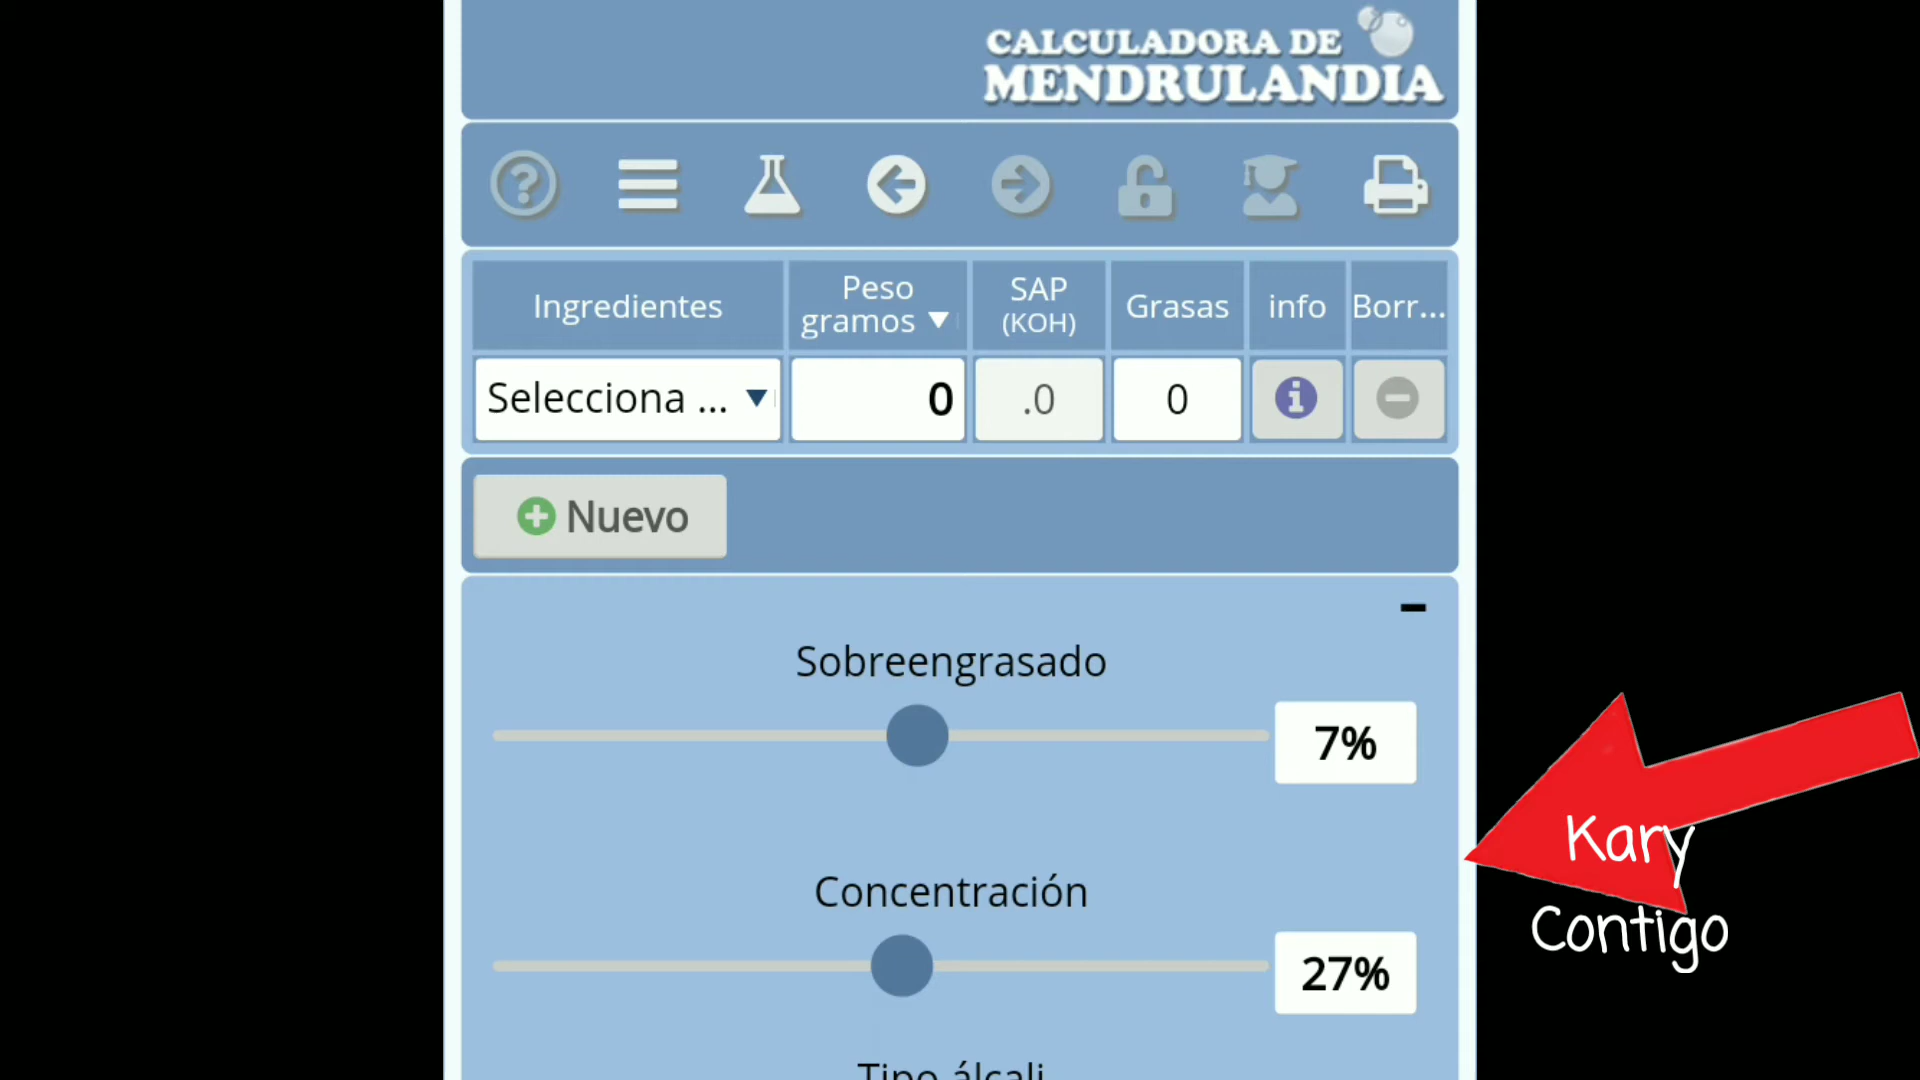 CALCULADORA DE
MENDRULANDIA
Ingredientes
Peso
gramos
SAP
(KOH)
Grasas
info
Borr...
Selecciona ...
0
.0
0
Nuevo
Sobreengrasado
7%
Concentración
27%
Tipo álcali
Kary
Contigo